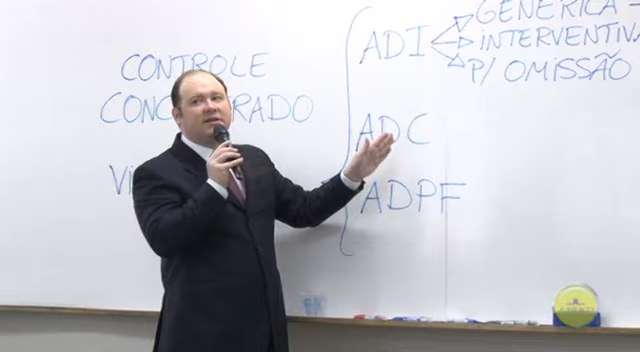 CONTROLE
ADI
GENÉRICA -
INTERVENTIVA
P/ OMISSÃO
ADC
ADPF